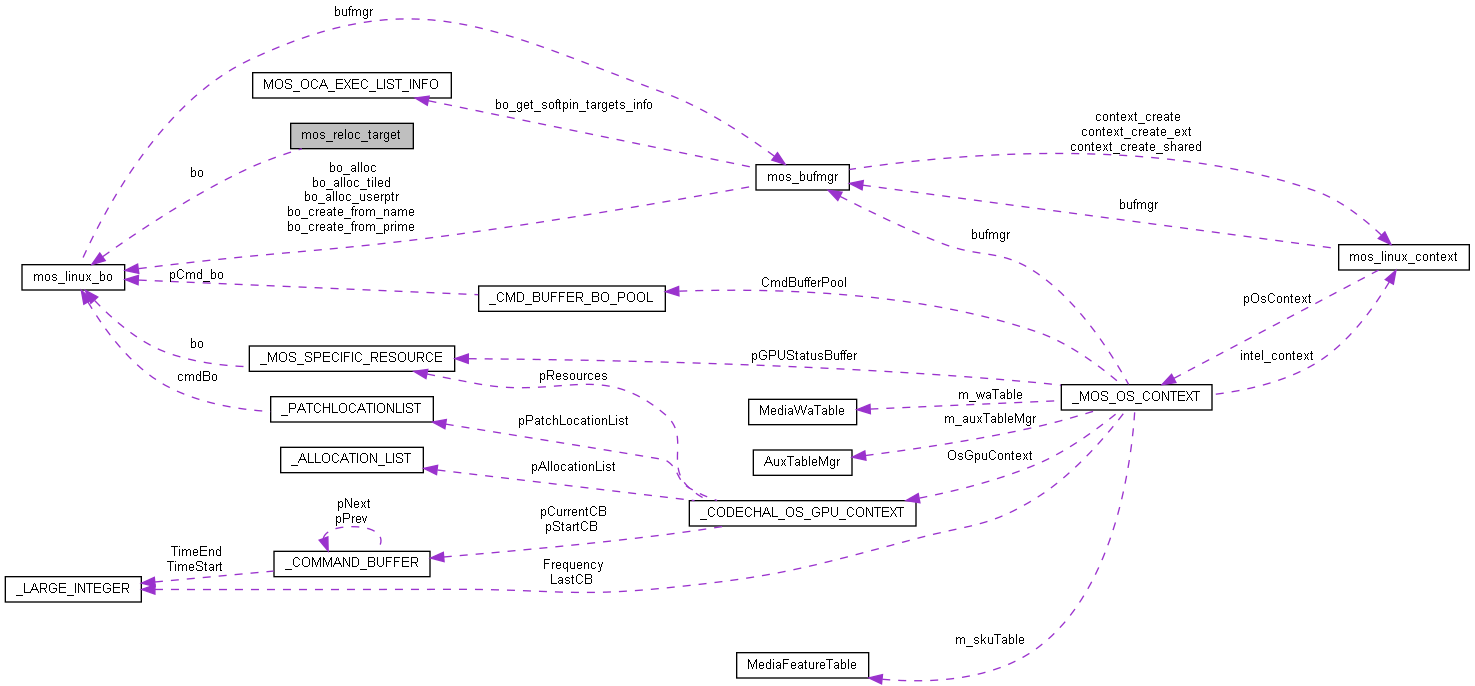 bufmgr
MOS_OCA_EXEC_LIST_INFO
bo_get_softpin_targets_info
context_create
context_create_ext
context_create_shared
mos_reloc_target
bo
bo_alloc
bo_alloc_tiled
bo_alloc_userptr
bo_create_from_name
bo_create_from_prime
mos_bufmgr
bufmgr
bufmgr
mos_linux_context
mos_linux_bo
pCmd_bo
_CMD_BUFFER_BO_POOL
CmdBufferPool
pOsContext
bo
_MOS_SPECIFIC_RESOURCE
pGPUStatusBuffer
intel_context
cmdBo
pResources
_PATCHLOCATIONLIST
MediaWaTable
m_waTable
_MOS_OS_CONTEXT
pPatchLocationList
m_auxTableMgr
_ALLOCATION_LIST
pAllocationList
AuxTableMgr
OsGpuContext
pNext
pPrev
pCurrentCB
pStartCB
_CODECHAL_OS_GPU_CONTEXT
TimeEnd
TimeStart
_COMMAND_BUFFER
Frequency
LastCB
_LARGE_INTEGER
m_skuTable
MediaFeatureTable